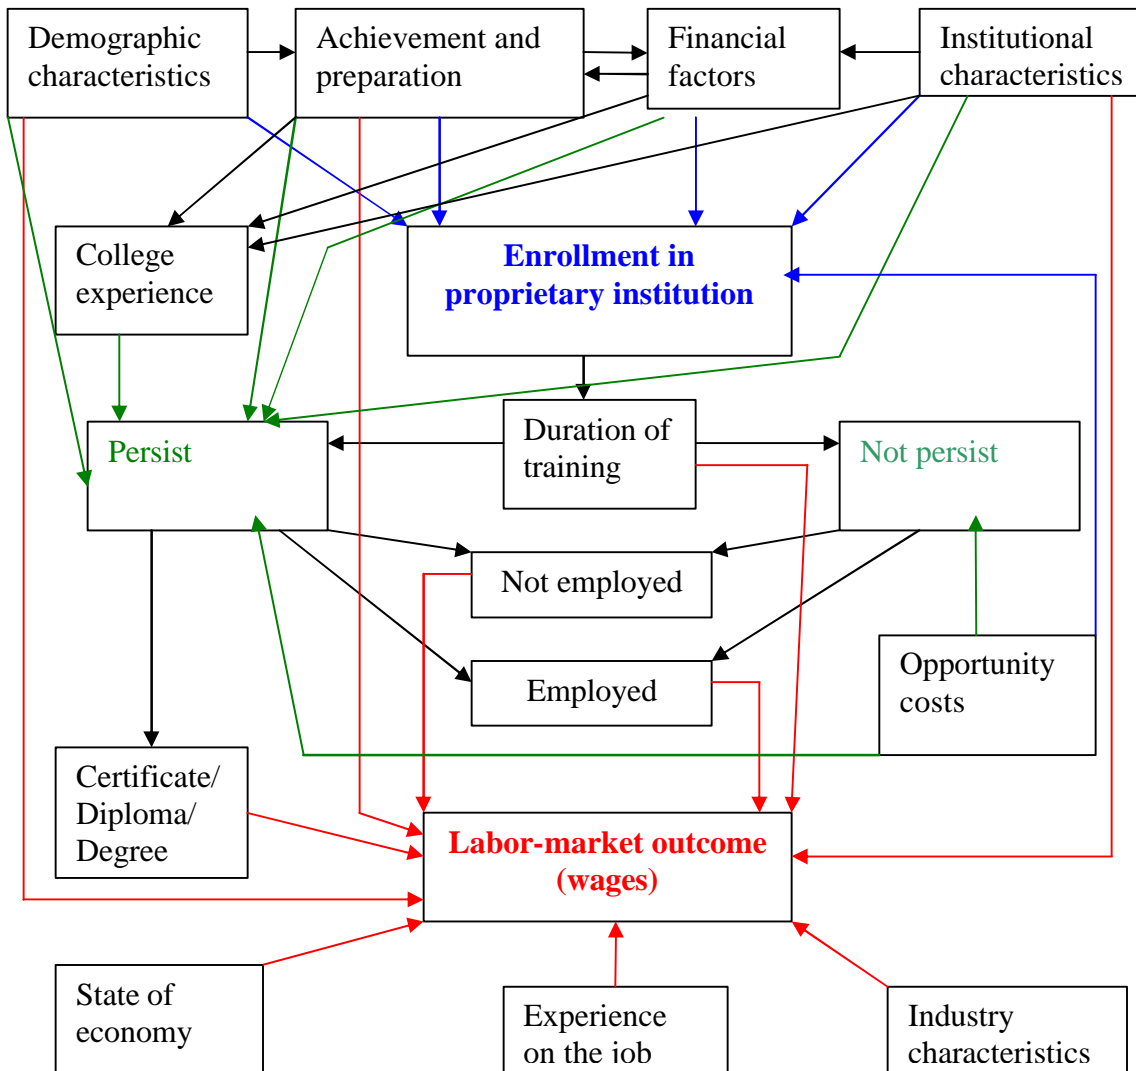 Demographic
characteristics
Achievement and
preparation
Financial
factors
Institutional
characteristics
College
experience
Enrollment in
proprietary institution
Persist
Duration of
training
Not persist
Not employed
Employed
Opportunity
costs
Certificate/
Diploma/
Degree
Labor-market outcome
(wages)
State of
economy
Experience
on the job
Industry
characteristics